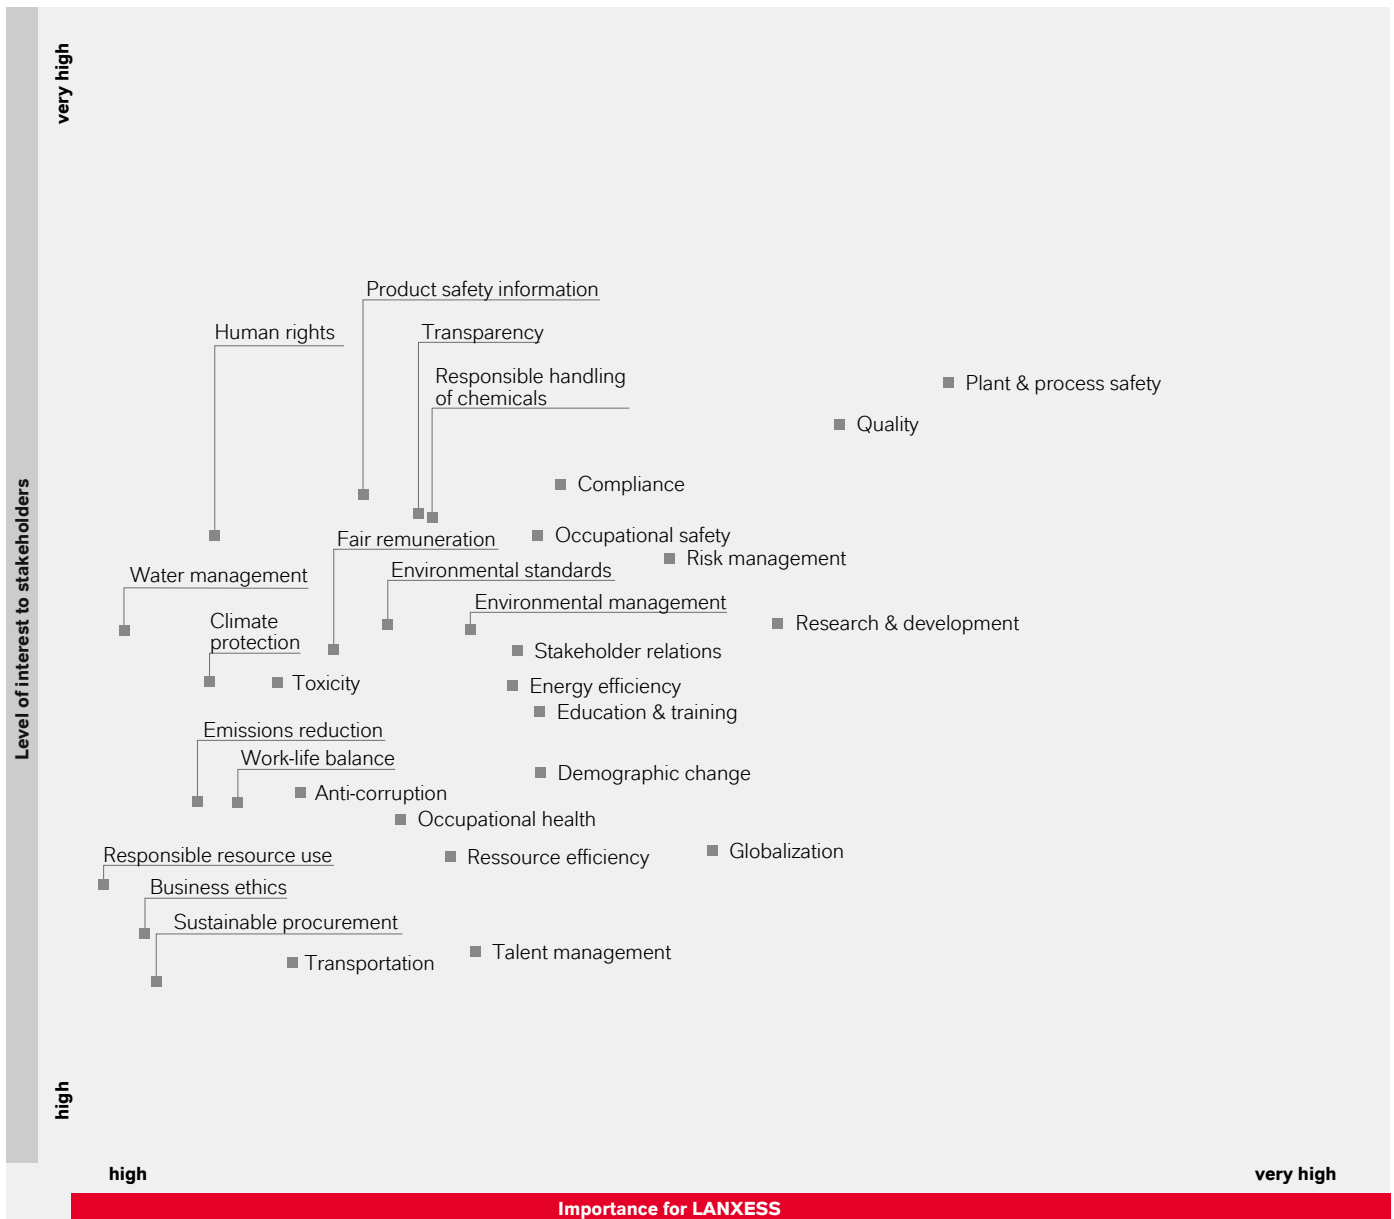 very high
Product safety information
Human rights
Transparency
Responsible handling
of chemicals
Plant & process safety
Quality
Compliance
Level of interest to stakeholders
Fair remuneration
Occupational safety
Risk management
Water management
Environmental standards
Environmental management
Climate
protection
Research & development
Stakeholder relations
Toxicity
Energy efficiency
Education & training
Emissions reduction
Work-life balance
Demographic change
Anti-corruption
Occupational health
Responsible resource use
Ressource efficiency
Globalization
Business ethics
Sustainable procurement
Transportation
Talent management
high
high
very high
Importance for LANXESS